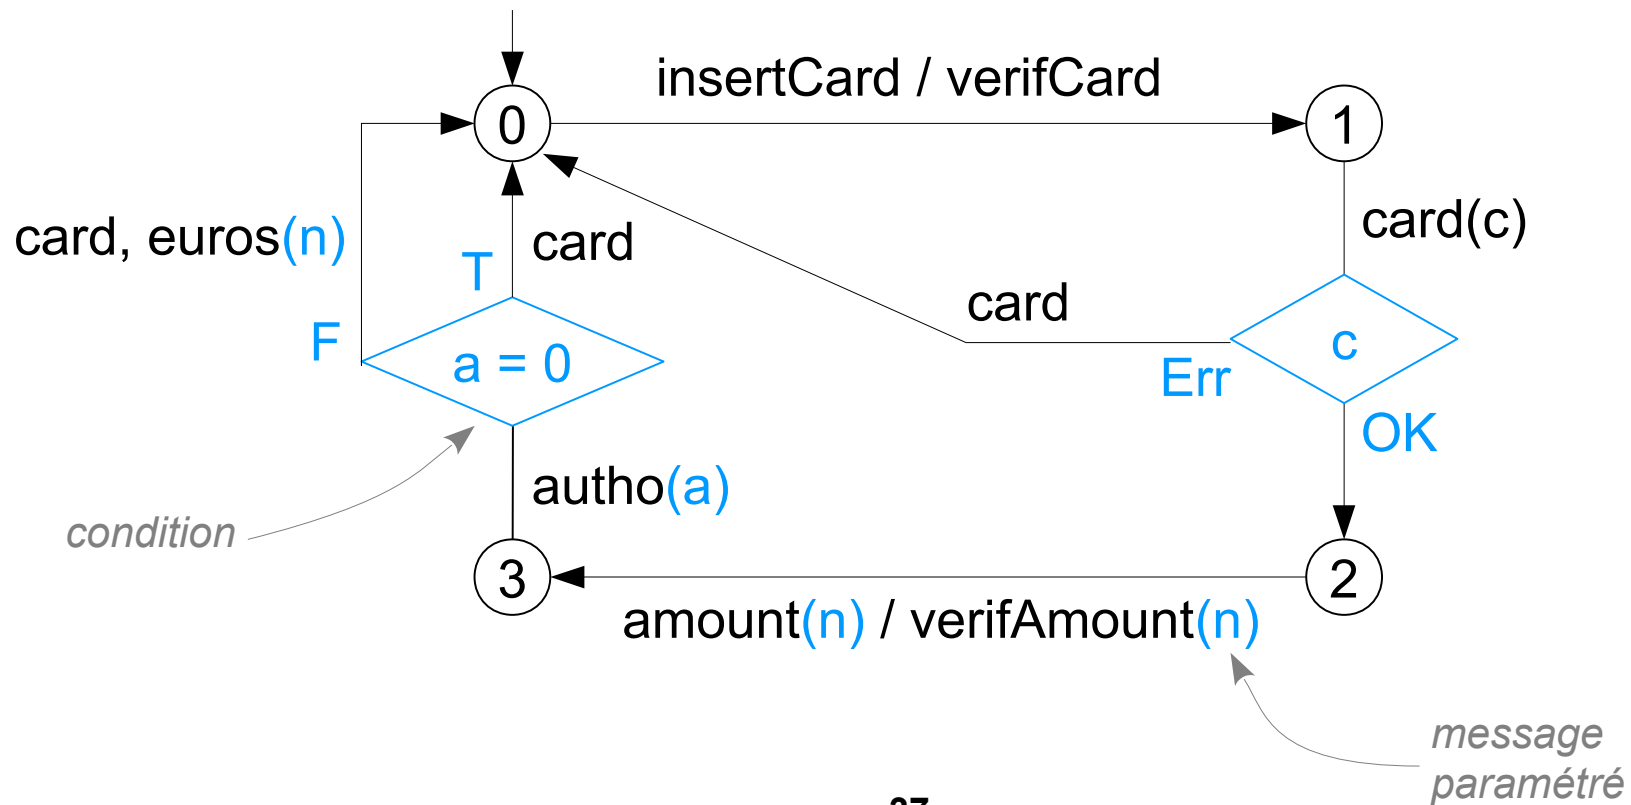 insertCard / verifCard
0
1
card(c)
card, euros(n)
card
T
card
F
a = 0
c
Err
OK
autho(a)
condition
3
2
amount(n) / verifAmount(n)
message
paramétré